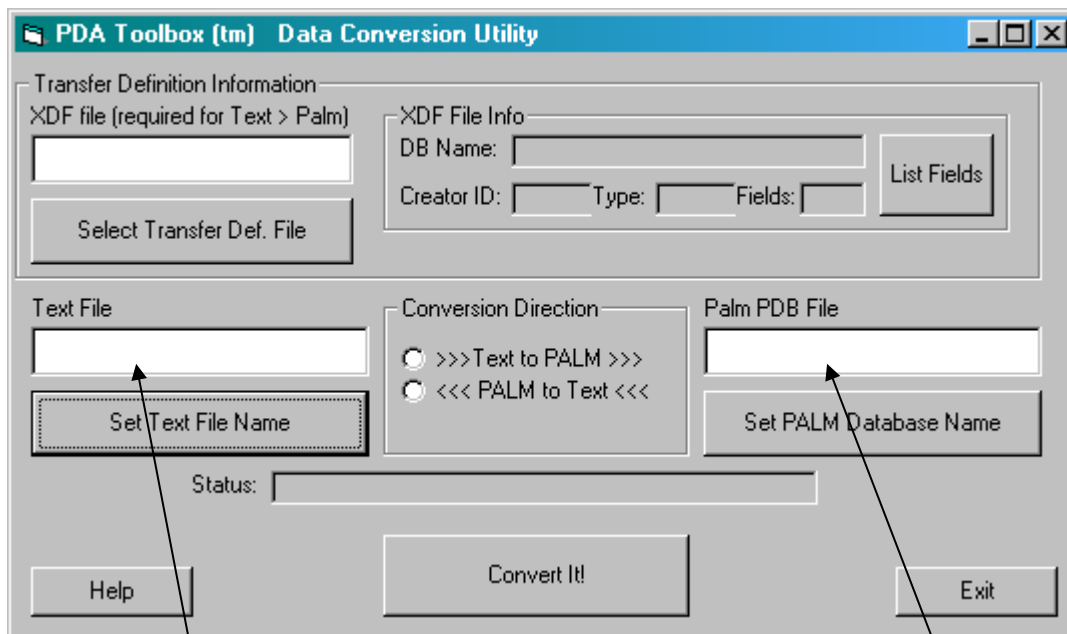 PDA Toolbox (tm) Data Conversion Utility
Transfer Definition Information
XDF file (required for Text > Palm)
Select Transfer Def. File
XDF File Info
DB Name:
Creator ID: Type: Fields:
List Fields
Text File
Set Text File Name
Conversion Direction
>>>Text to PALM >>>
<<< PALM to Text <<<
Palm PDB File
Set PALM Database Name
Status:
Help
Convert It!
Exit